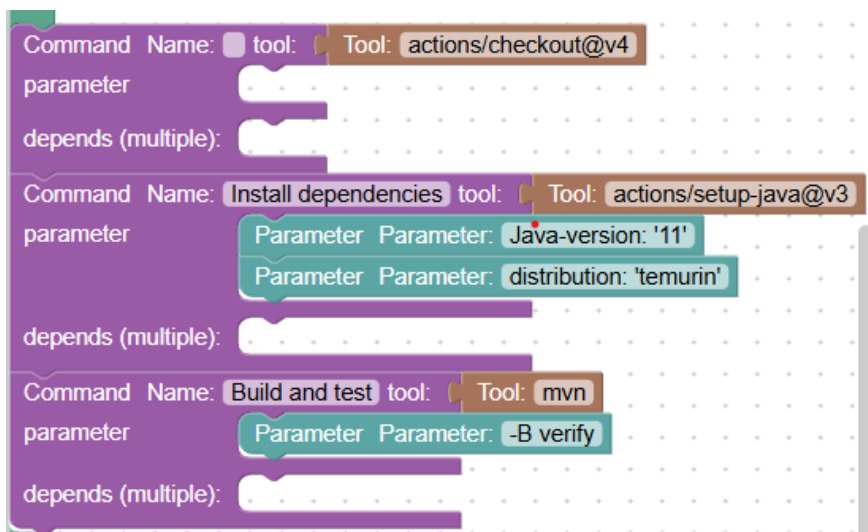 Command Name: tool: Tool: actions/checkout@v4
parameter
depends (multiple):
Command Name: Install dependencies tool: Tool: actions/setup-java@v3
parameter Parameter Parameter: Java-version: '11'
Parameter Parameter: distribution: 'temurin'
depends (multiple):
Command Name: Build and test tool: Tool: mvn
parameter Parameter Parameter: -B verify
depends (multiple):